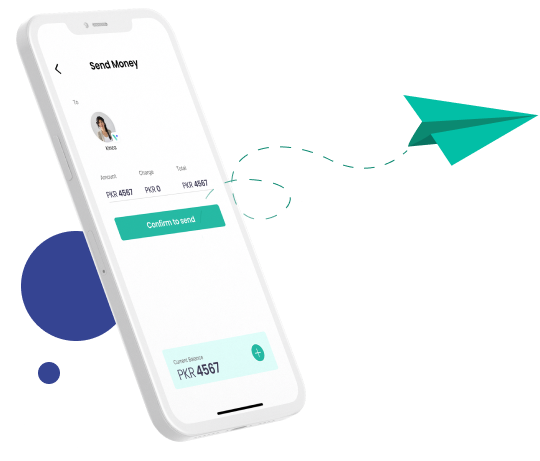 Send Money
To
Kinza
Amount Charge Total
PKR 4567 PKR 0 PKR 4567
Confirm to send
Current Balance
PKR 4567